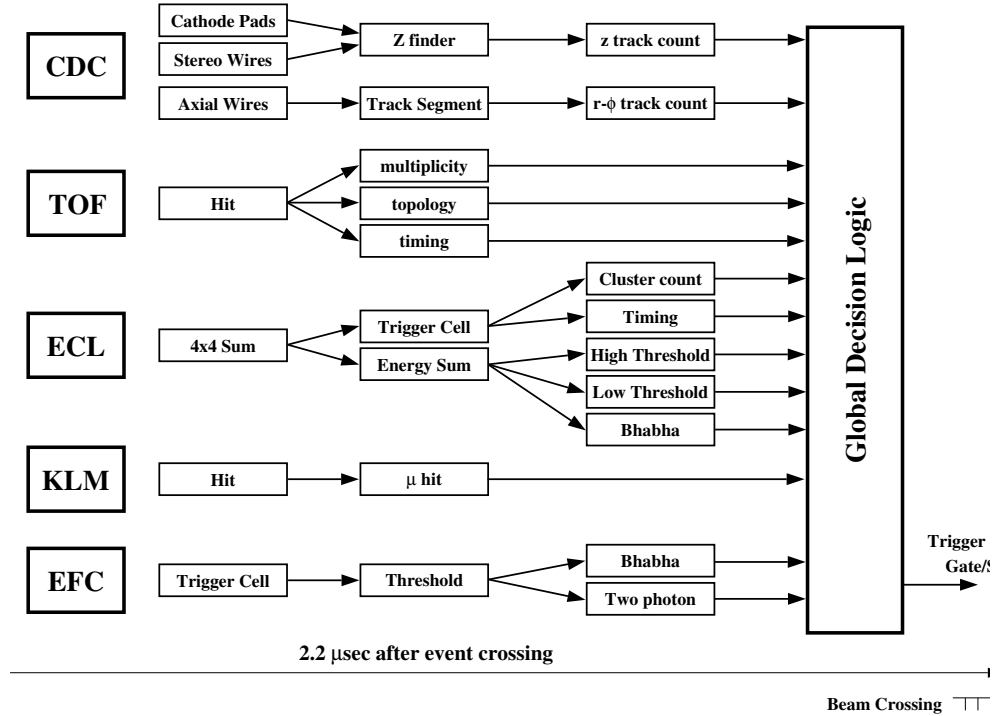 CDC
Cathode Pads
Stereo Wires
Z finder
z track count
Axial Wires
Track Segment
r-ϕ track count
TOF
Hit
multiplicity
topology
timing
ECL
4x4 Sum
Trigger Cell
Energy Sum
Cluster count
Timing
High Threshold
Low Threshold
Bhabha
KLM
Hit
μ hit
EFC
Trigger Cell
Threshold
Bhabha
Two photon
Global Decision Logic
Trigger
Gate/S
2.2 μsec after event crossing
Beam Crossing